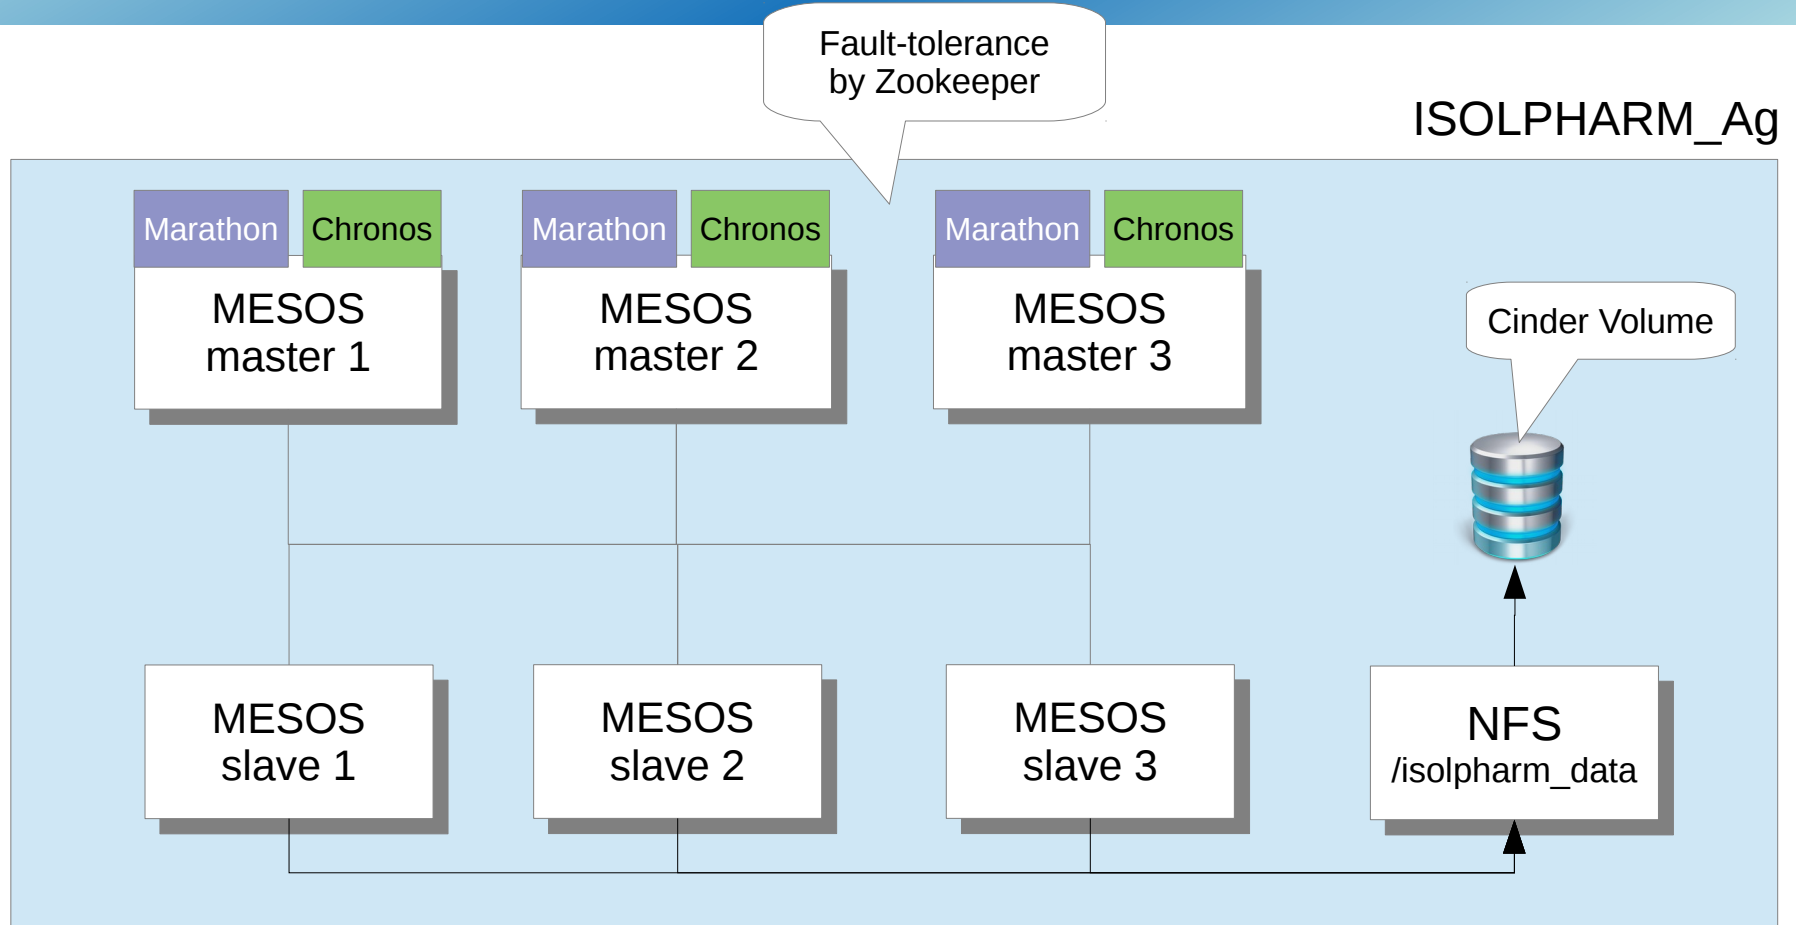 Fault-tolerance
by Zookeeper
ISOLPHARM_Ag
Marathon
Chronos
Marathon
Chronos
Marathon
Chronos
MESOS
master 1
MESOS
master 2
MESOS
master 3
Cinder Volume
MESOS
slave 1
MESOS
slave 2
MESOS
slave 3
NFS
/isolpharm_data